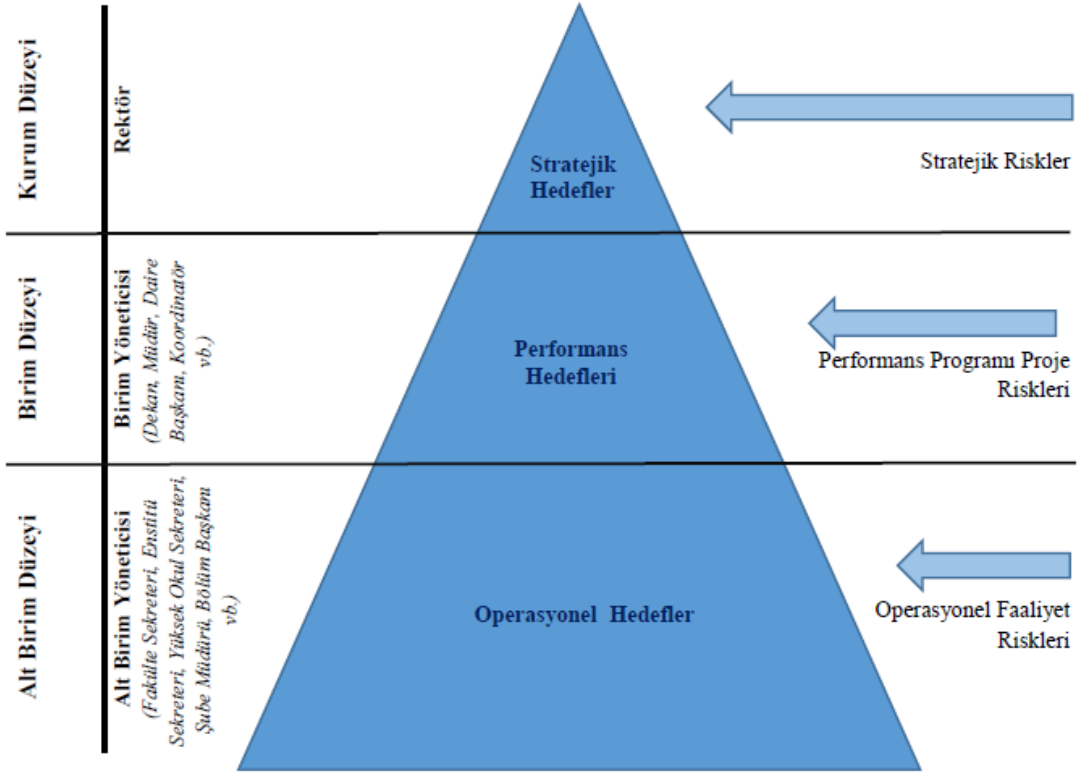 Kurum Düzeyi
Rektör
Stratejik
Hedefler
Stratejik Riskler
Birim Düzeyi
Birim Yöneticisi
(Dekan, Müdür, Daire
Başkanı, Koordinatör
vb.)
Performans
Hedefleri
Performans Programı Proje
Riskleri
Alt Birim Düzeyi
Alt Birim Yöneticisi
(Fakülte Sekreteri, Enstitü
Sekreteri, Yüksek Okul Sekreteri,
Şube Müdürü, Bölüm Başkanı
vb.)
Operasyonel Hedefler
Operasyonel Faaliyet
Riskleri